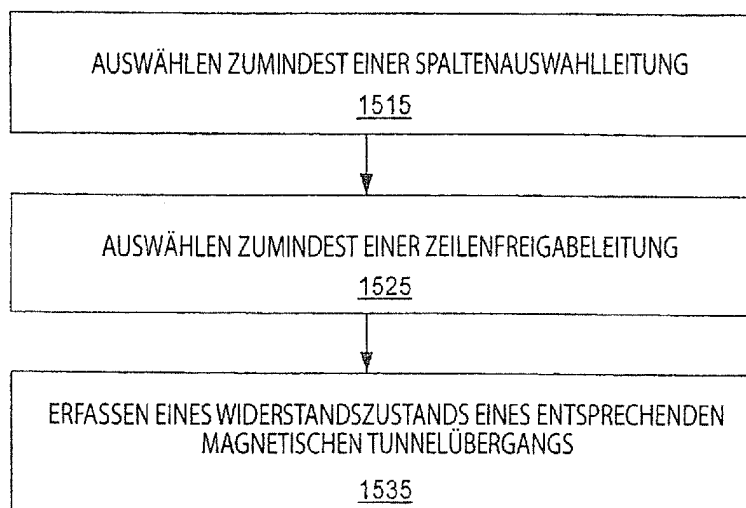 AUSWÄHLEN ZUMINDEST EINER SPALTENAUSWAHLLEITUNG
1515
AUSWÄHLEN ZUMINDEST EINER ZEILENFREIGABELEITUNG
1525
ERFASSEN EINES WIDERSTANDSZUSTANDS EINES ENTSPRECHENDEN
MAGNETISCHEN TUNNELÜBERGANGS
1535